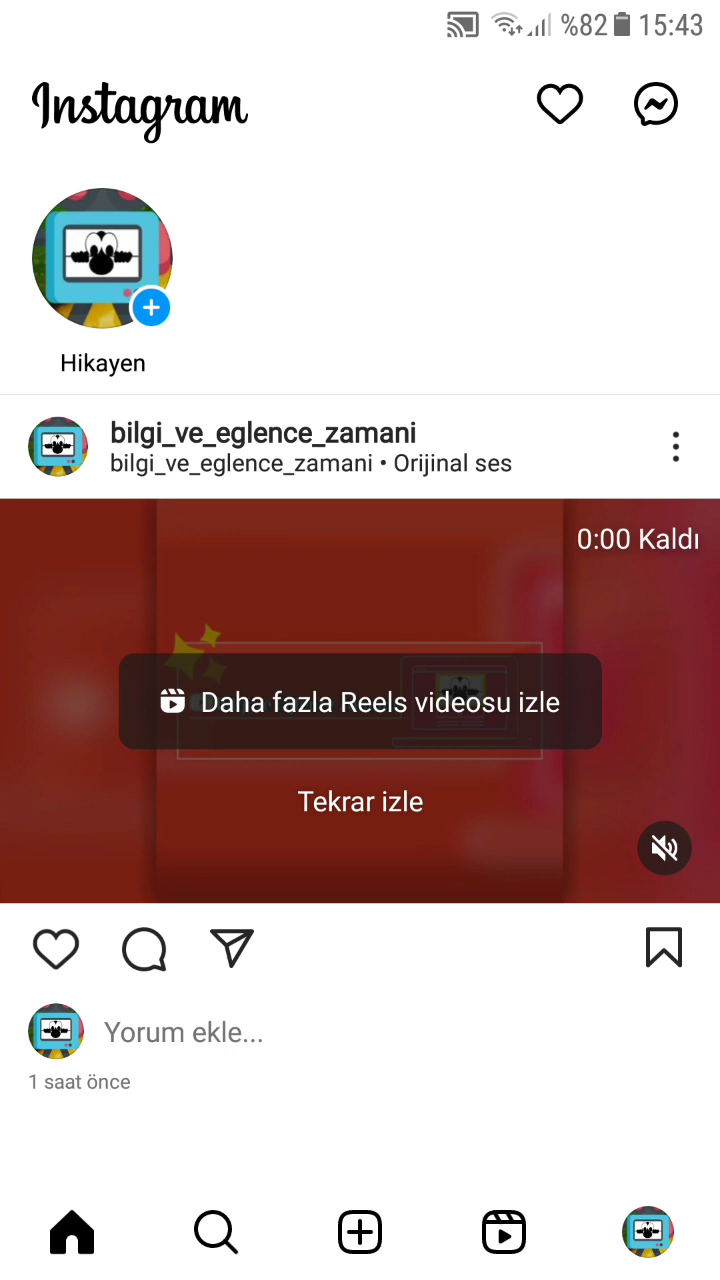 %82 15:43
Instagram
Hikayen
bilgi_ve_eglence_zamani
bilgi_ve_eglence_zamani • Orijinal ses
0:00 Kaldı
Daha fazla Reels videosu izle
Tekrar izle
Yorum ekle...
1 saat önce